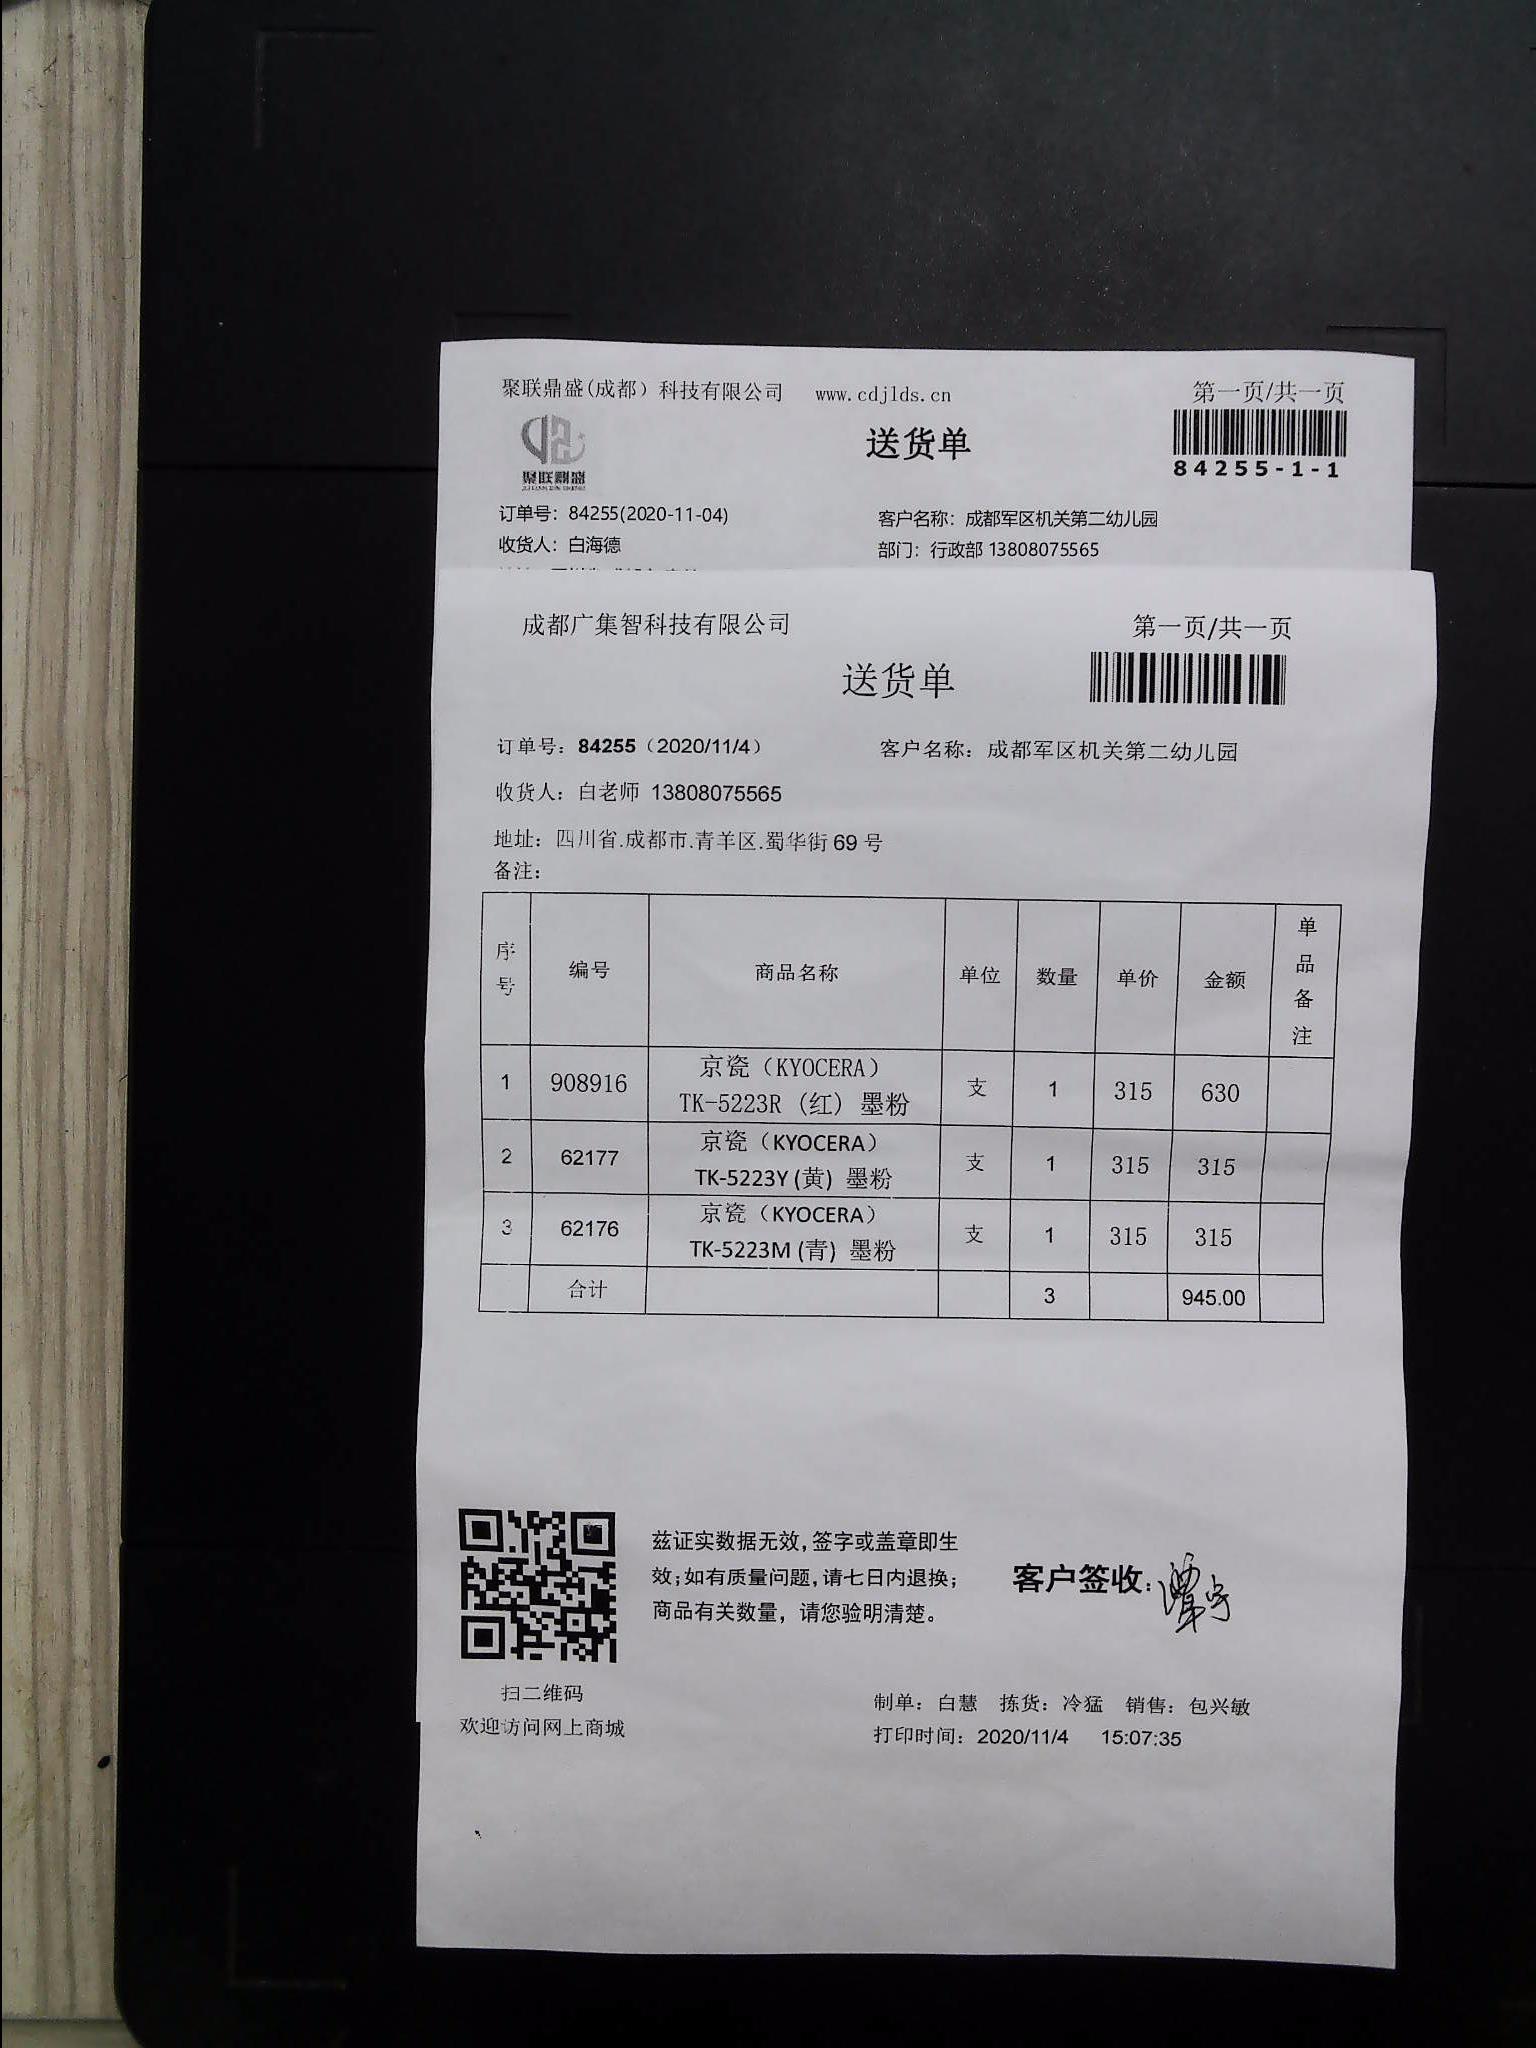 聚联鼎盛(成都）科技有限公司 www.cdjlds.cn 第一页/共一页
聚联鼎盛
送货单
84255-1-1
订单号：84255(2020-11-04) 客户名称：成都军区机关第二幼儿园
收货人：白海德 部门：行政部 13808075565
成都广集智科技有限公司 第一页/共一页
送货单
订单号：84255（2020/11/4） 客户名称：成都军区机关第二幼儿园
收货人：白老师 13808075565
地址：四川省.成都市.青羊区.蜀华街 69 号
备注：
序号 编号 商品名称 单位 数量 单价 金额 单品备注
1 908916 京瓷（KYOCERA） TK-5223R (红) 墨粉 支 1 315 630
2 62177 京瓷（KYOCERA） TK-5223Y (黄) 墨粉 支 1 315 315
3 62176 京瓷（KYOCERA） TK-5223M (青) 墨粉 支 1 315 315
合计 3 945.00
兹证实数据无效,签字或盖章即生
效;如有质量问题,请七日内退换;
商品有关数量，请您验明清楚。
客户签收：
扫二维码
欢迎访问网上商城
制单：白慧 拣货：冷猛 销售：包兴敏
打印时间：2020/11/4 15:07:35